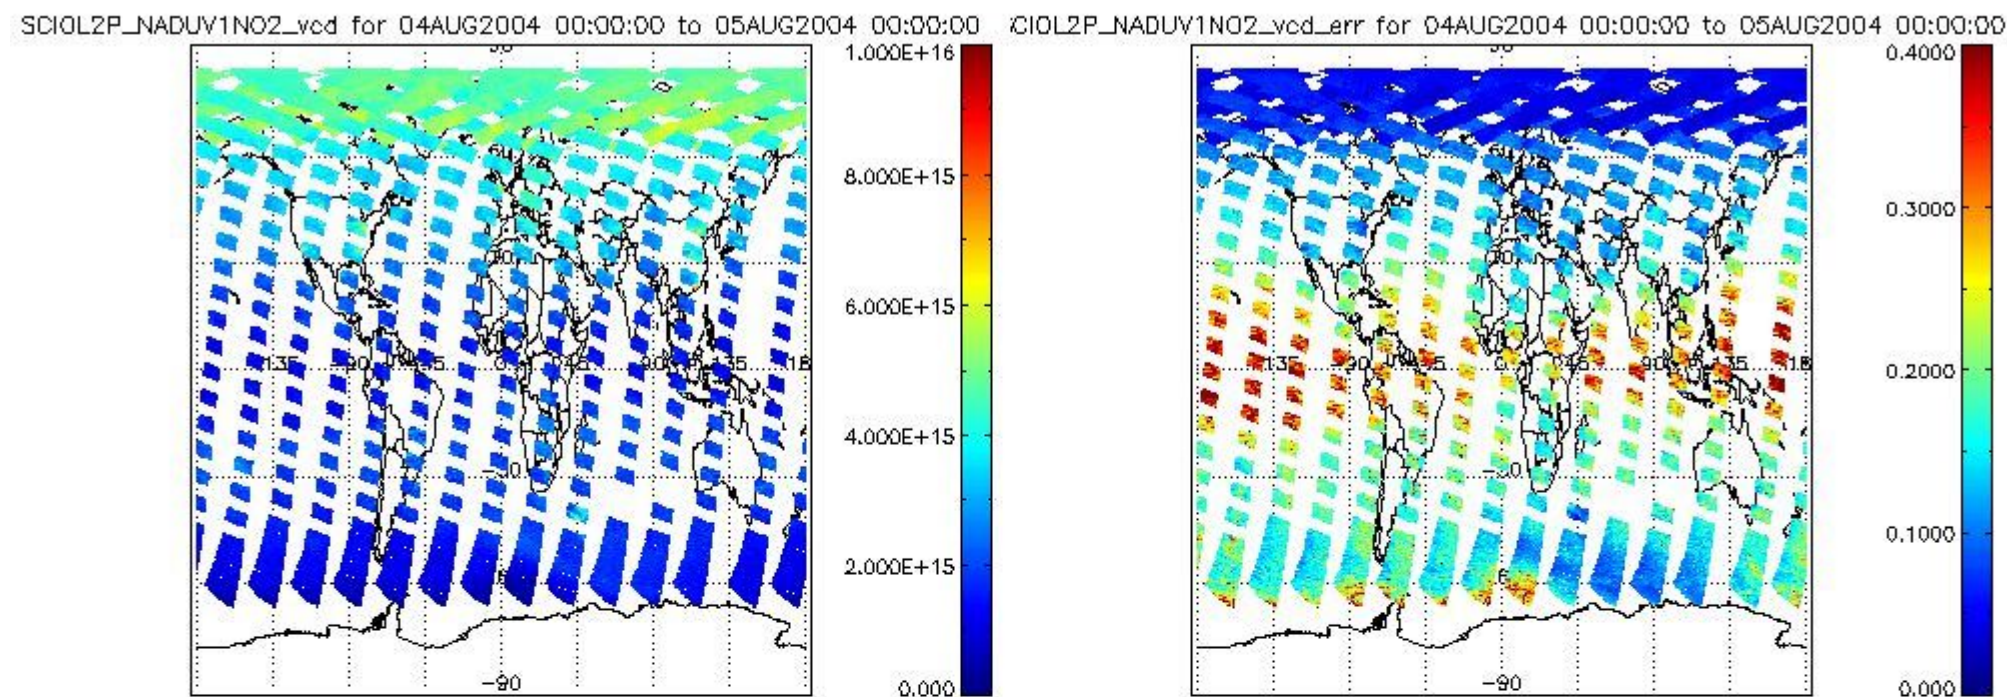 SCIOL2P_NADUV1NO2_vcd for 04AUG2004 00:00:00 to 05AUG2004 00:00:00
1.000E+16
8.000E+15
6.000E+15
4.000E+15
2.000E+15
0.000
-90
CIOL2P_NADUV1NO2_vcd_err for 04AUG2004 00:00:00 to 05AUG2004 00:00:00
0.4000
0.3000
0.2000
0.1000
0.000
-90